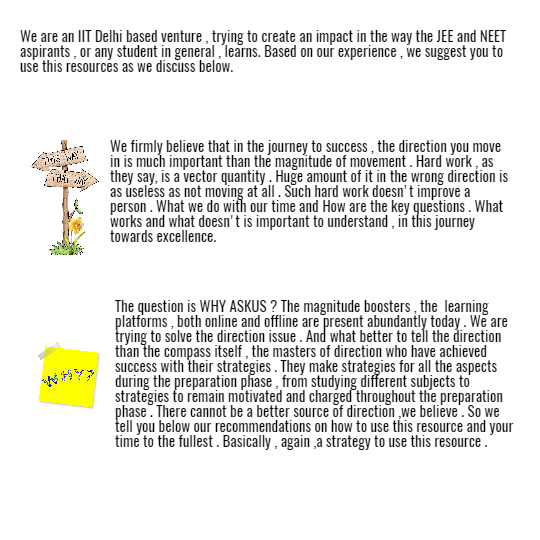 We are an IIT Delhi based venture , trying to create an impact in the way the JEE and NEET
aspirants , or any student in general , learns. Based on our experience , we suggest you to
use this resources as we discuss below.
We firmly believe that in the journey to success , the direction you move
in is much important than the magnitude of movement . Hard work , as
they say, is a vector quantity . Huge amount of it in the wrong direction is
as useless as not moving at all . Such hard work doesn't improve a
person . What we do with our time and How are the key questions . What
works and what doesn't is important to understand , in this journey
towards excellence.
THIS WAY
THAT WAY
The question is WHY ASKUS ? The magnitude boosters , the learning
platforms , both online and offline are present abundantly today . We are
trying to solve the direction issue . And what better to tell the direction
than the compass itself , the masters of direction who have achieved
success with their strategies . They make strategies for all the aspects
during the preparation phase , from studying different subjects to
strategies to remain motivated and charged throughout the preparation
phase . There cannot be a better source of direction ,we believe . So we
tell you below our recommendations on how to use this resource and your
time to the fullest . Basically , again ,a strategy to use this resource .
WHY?